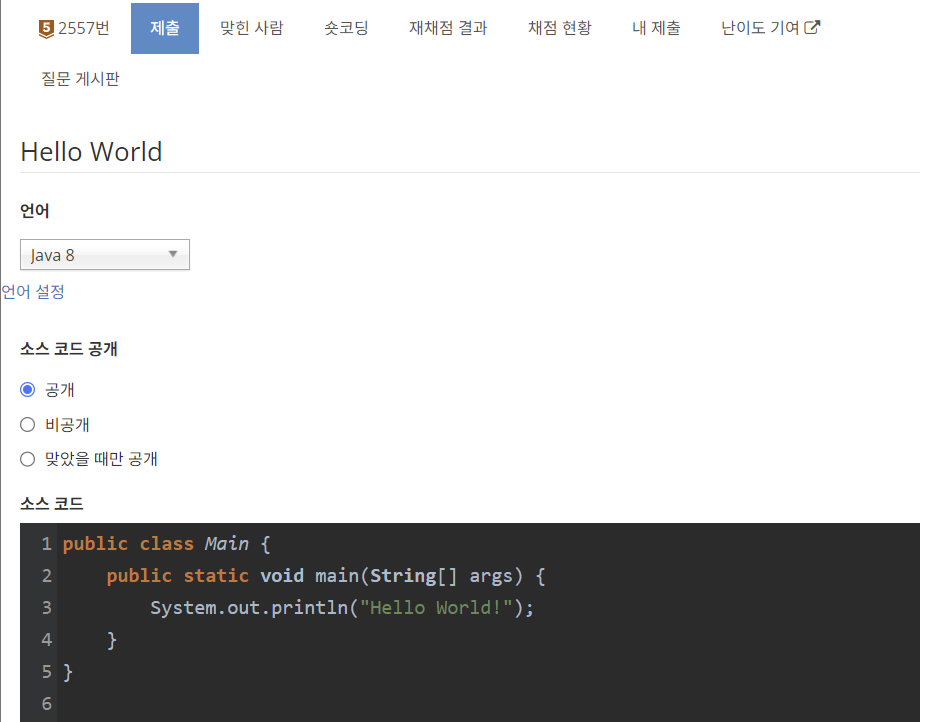 5 2557번 제출 맞힌 사람 숏코딩 재채점 결과 채점 현황 내 제출 난이도 기여
질문 게시판
Hello World
언어
Java 8
언어 설정
소스 코드 공개
공개
비공개
맞았을 때만 공개
소스 코드
1 public class Main {
2     public static void main(String[] args) {
3         System.out.println("Hello World!");
4     }
5 }
6